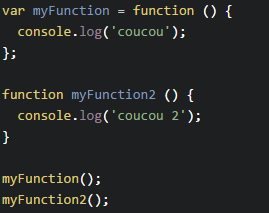 var myFunction = function () {
  console.log('coucou');
};

function myFunction2 () {
  console.log('coucou 2');
}

myFunction();
myFunction2();